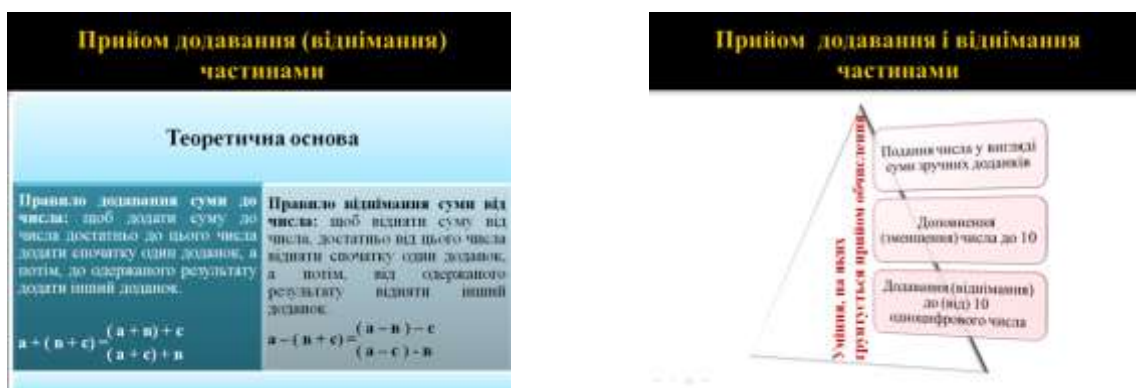 Прийом додавання (віднімання)
частинами
Теоретична основа
Правило додавання суми до
числа: щоб додати суму до
числа достатньо до цього числа
додати спочатку один доданок, а
потім, до одержаного результату
додати інший доданок.
a + ( в + с) = ( a + в) + с
( a + с) + в
Правило віднімання суми від
числа: щоб відняти суму від
числа, достатньо від цього числа
відняти спочатку один доданок,
а потім, від одержаного
результату відняти інший
доданок
a – ( в + с) = ( a – в ) – с
( a – с ) - в
Прийом додавання і віднімання
частинами
Уміння, на яких
ґрунтується прийом обчислення
Подання числа у вигляді
суми зручних доданків
Доповнення
(зменшення) числа до 10
Додавання (віднімання)
до (від) 10
одноцифрового числа